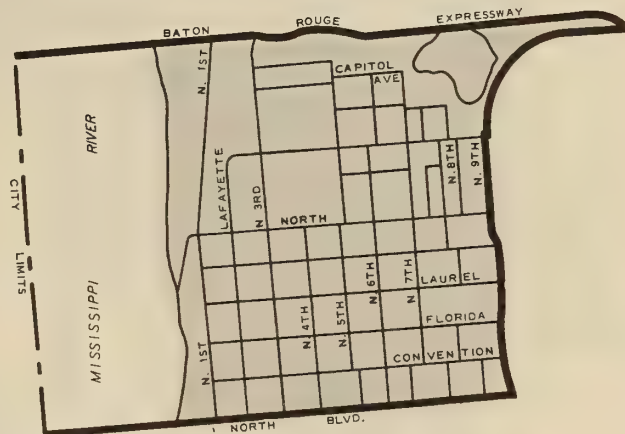 BATON ROUGE EXPRESSWAY
N. 1ST
CAPITOL
AVE
RIVER
MISSISSIPPI
CITY LIMITS
LAFAYETTE
N 3RD
N. 8TH
N. 9TH
NORTH
N. 6TH
N. 7TH
LAUREL
N. 4TH
N. 5TH
FLORIDA
N. 1ST
CONVENTION
NORTH BLVD.